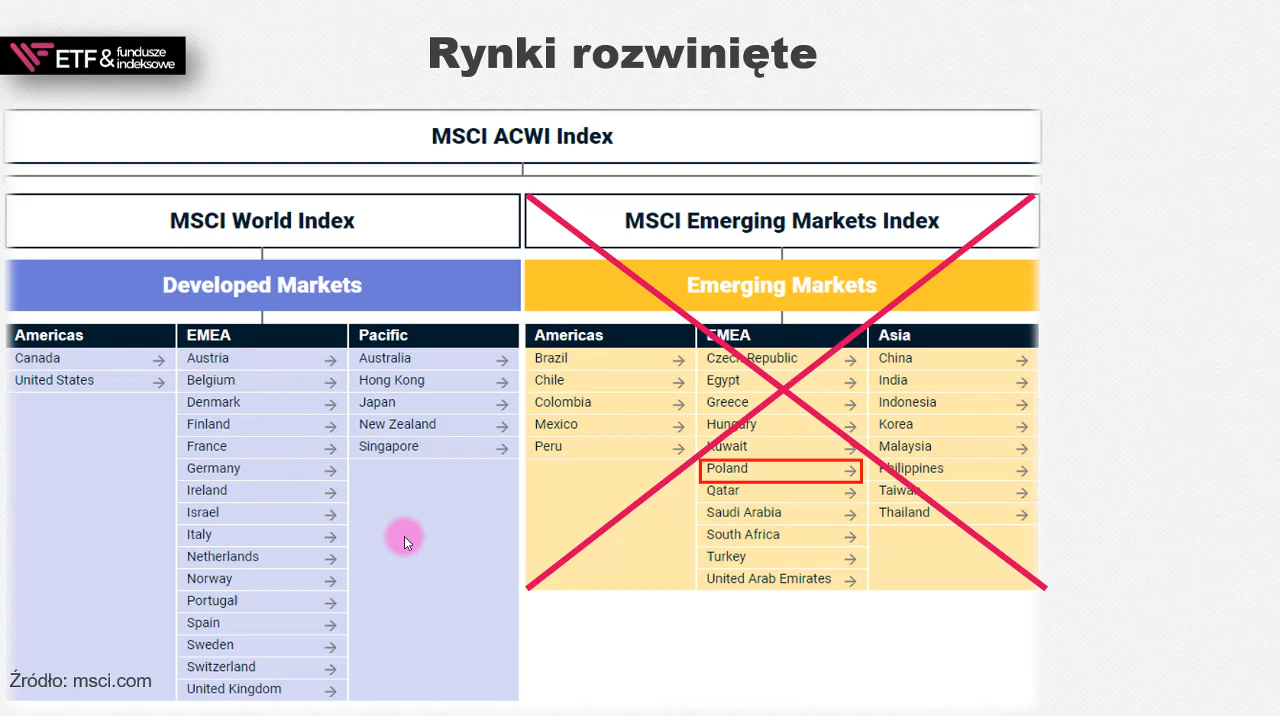 Rynki rozwinięte
ETF& fundusze indeksowe
MSCI ACWI Index
MSCI World Index
MSCI Emerging Markets Index
Developed Markets
Emerging Markets
Americas
Canada
United States
EMEA
Austria
Belgium
Denmark
Finland
France
Germany
Ireland
Israel
Italy
Netherlands
Norway
Portugal
Spain
Sweden
Switzerland
United Kingdom
Pacific
Australia
Hong Kong
Japan
New Zealand
Singapore
Americas
Brazil
Chile
Colombia
Mexico
Peru
EMEA
Czech Republic
Egypt
Greece
Hungary
Kuwait
Poland
Qatar
Saudi Arabia
South Africa
Turkey
United Arab Emirates
Asia
China
India
Indonesia
Korea
Malaysia
Philippines
Taiwan
Thailand
Źródło: msci.com